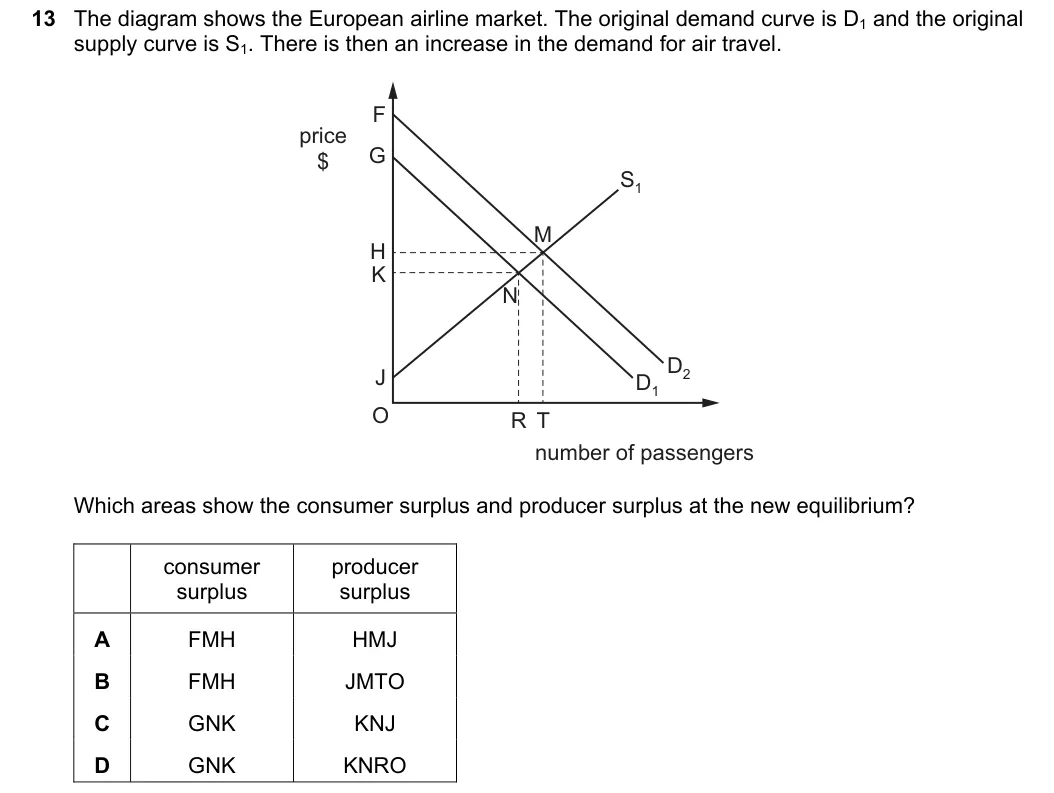 13 The diagram shows the European airline market. The original demand curve is D₁ and the original
supply curve is S₁. There is then an increase in the demand for air travel.
F
price
$
G
S₁
M
H
K
N
J
D₂
D₁
O
R T
number of passengers
Which areas show the consumer surplus and producer surplus at the new equilibrium?
consumer surplus producer surplus
A FMH HMJ
B FMH JMTO
C GNK KNJ
D GNK KNRO